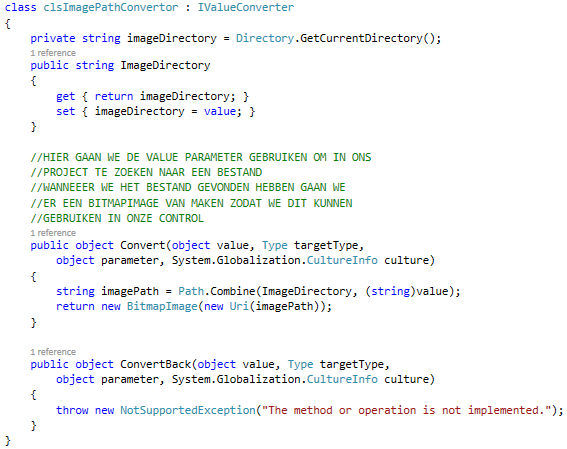 class clsImagePathConvertor : IValueConverter
{
    private string imageDirectory = Directory.GetCurrentDirectory();
    1 reference
    public string ImageDirectory
    {
        get { return imageDirectory; }
        set { imageDirectory = value; }
    }

    //HIER GAAN WE DE VALUE PARAMETER GEBRUIKEN OM IN ONS
    //PROJECT TE ZOEKEN NAAR EEN BESTAND
    //WANNEEER WE HET BESTAND GEVONDEN HEBBEN GAAN WE
    //ER EEN BITMAPIMAGE VAN MAKEN ZODAT WE DIT KUNNEN
    //GEBRUIKEN IN ONZE CONTROL
    1 reference
    public object Convert(object value, Type targetType,
        object parameter, System.Globalization.CultureInfo culture)
    {
        string imagePath = Path.Combine(ImageDirectory, (string)value);
        return new BitmapImage(new Uri(imagePath));
    }

    1 reference
    public object ConvertBack(object value, Type targetType,
        object parameter, System.Globalization.CultureInfo culture)
    {
        throw new NotSupportedException("The method or operation is not implemented.");
    }
}